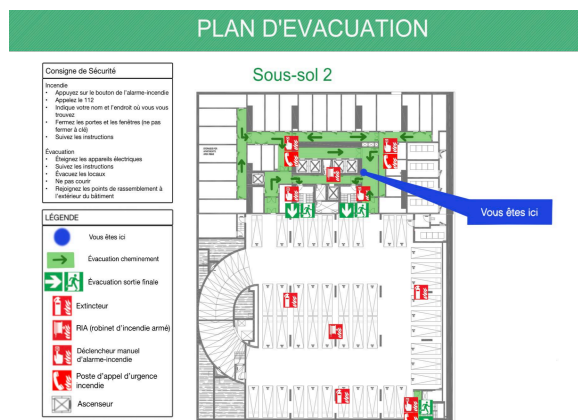 PLAN D'EVACUATION
Consigne de Sécurité
Incendie
• Appuyez sur le bouton de l'alarme-incendie
• Appelez le 112
• Indique votre nom et l'endroit où vous vous
trouvez
• Fermez les portes et les fenêtres (ne pas
fermer à clé)
• Suivez les instructions
Évacuation
• Éteignez les appareils électriques
• Suivez les instructions
• Évacuez les locaux
• Ne pas courir
• Rejoignez les points de rassemblement à
l'extérieur du bâtiment
Sous-sol 2
Vous êtes ici
LÉGENDE
Vous êtes ici
Évacuation cheminement
Évacuation sortie finale
Extincteur
RIA (robinet d'incendie armé)
Déclencheur manuel
d'alarme-incendie
Poste d'appel d'urgence
incendie
Ascenseur